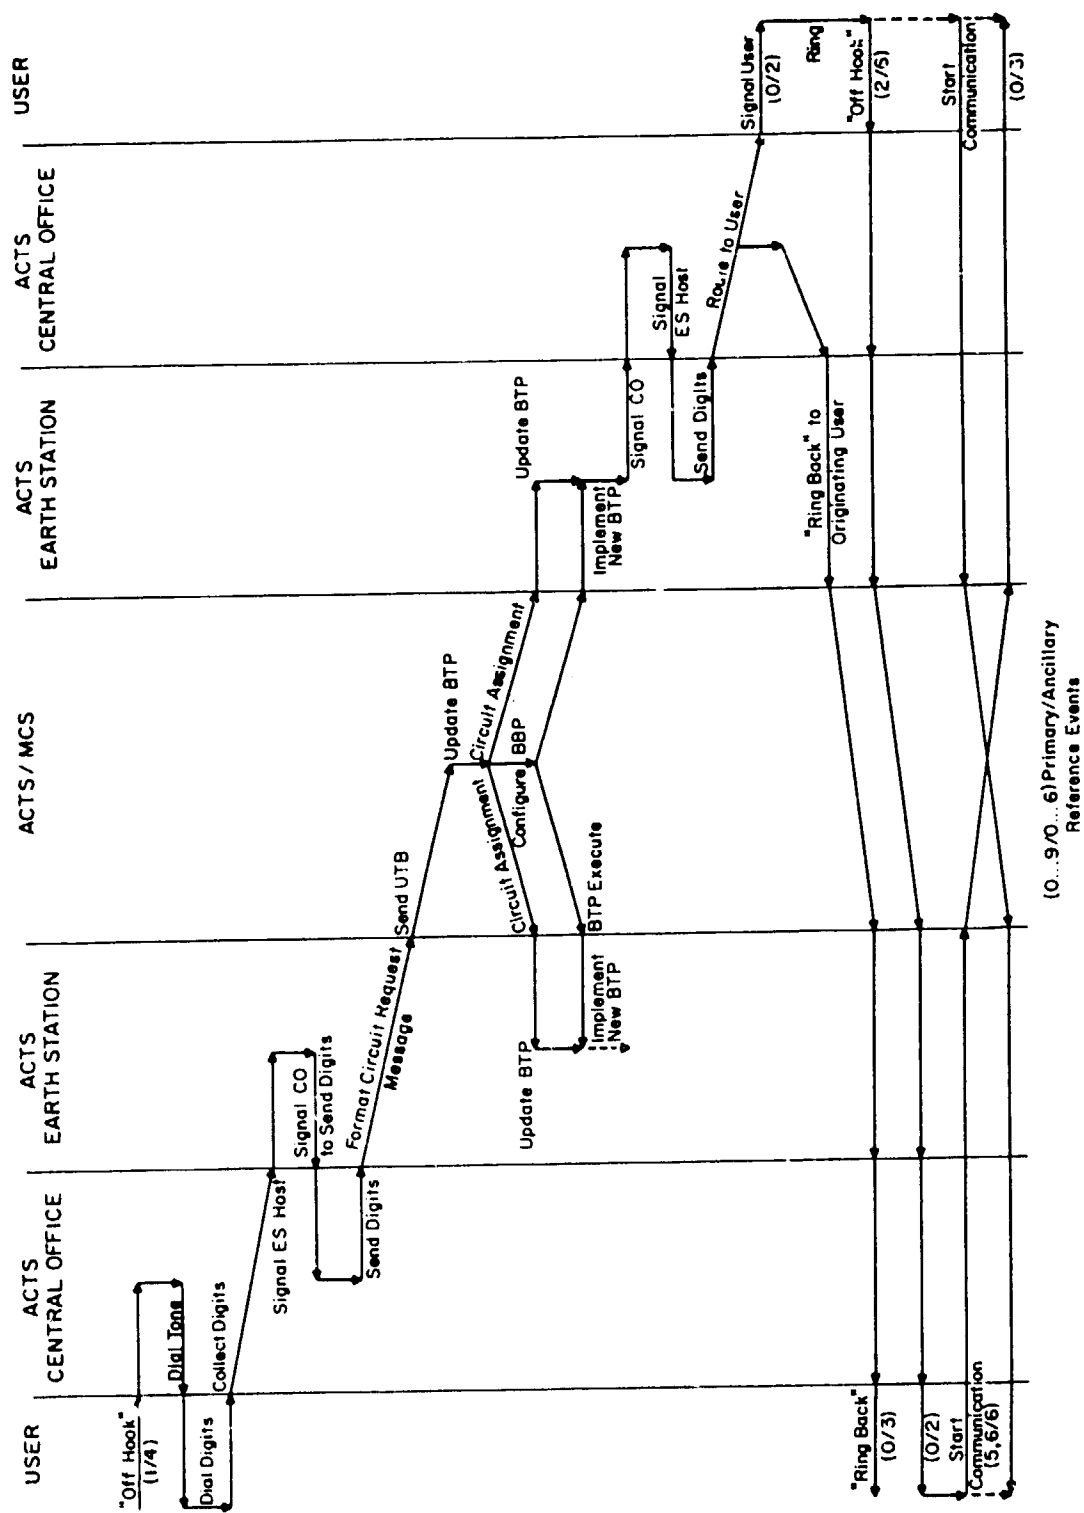 USER
ACTS
CENTRAL OFFICE
ACTS
EARTH STATION
ACTS/MCS
ACTS
EARTH STATION
ACTS
CENTRAL OFFICE
USER
"Off Hook"
(1/4)
Dial Tone
Dial Digits
Collect Digits
Signal ES Host
Signal CO
to Send Digits
Send Digits
Format Circuit Request
Message
Send UTB
Update BTP
Circuit Assignment
Circuit Assignment
Configure BBP
Update BTP
Update BTP
BTP Execute
Implement
New BTP
Implement
New BTP
Signal CO
Signal
ES Host
Send Digits
Route to User
Signal User
(0/2)
Ring
"Ring Back" to
Originating User
"Off Hook"
(2/5)
"Ring Back"
(0/3)
(0/2)
Start
Communication
(5,6/6)
Start
Communication
(0/3)
(0...9/0...6) Primary/Ancillary
Reference Events